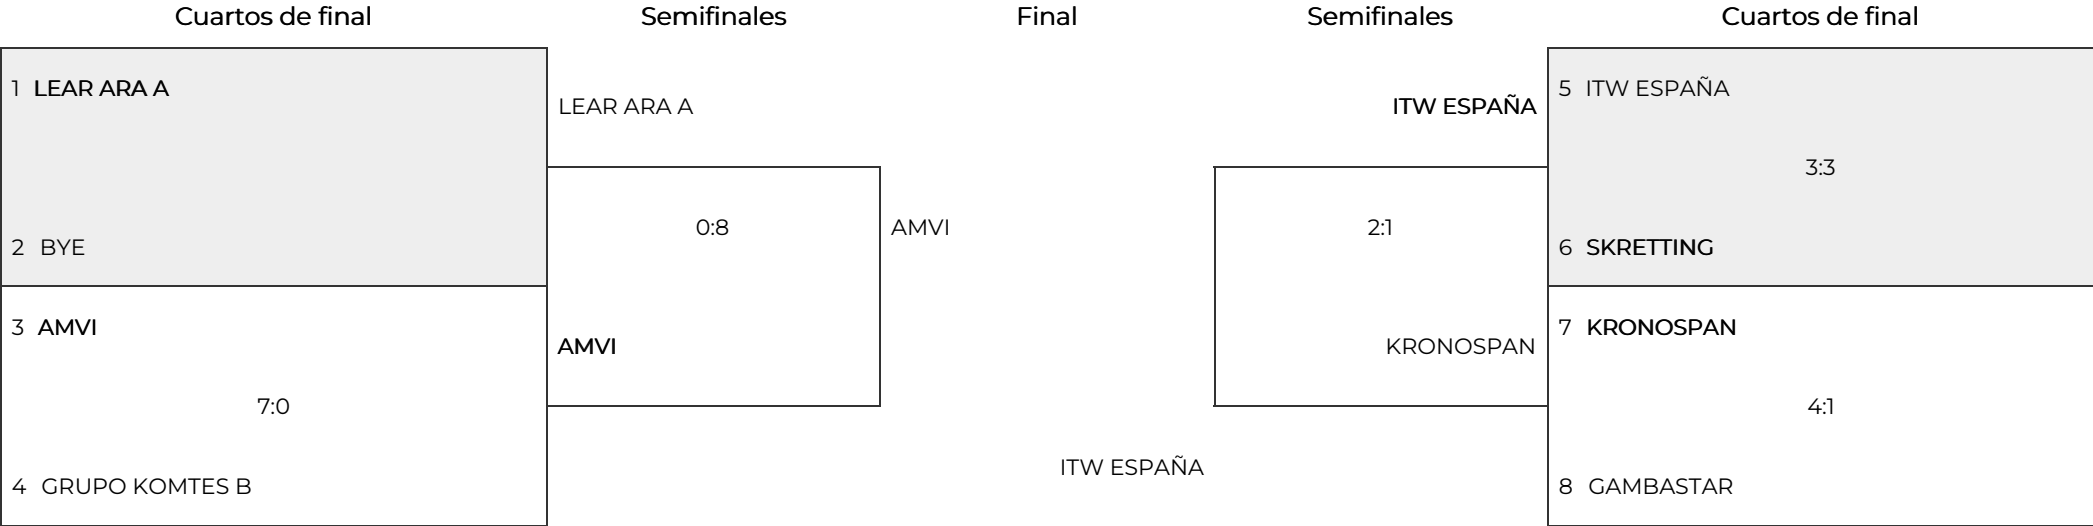 Cuartos de final Semifinales Final Semifinales Cuartos de final
1 LEAR ARA A
2 BYE
3 AMVI
7:0
4 GRUPO KOMTES B
LEAR ARA A
0:8
AMVI
AMVI
ITW ESPAÑA
ITW ESPAÑA
2:1
KRONOSPAN
5 ITW ESPAÑA
3:3
6 SKRETTING
7 KRONOSPAN
4:1
8 GAMBASTAR